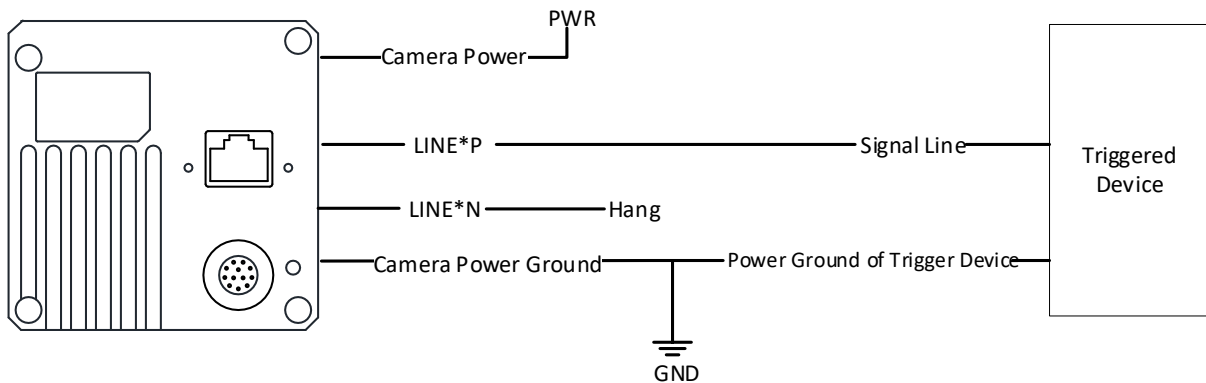 PWR
Camera Power
LINE*P
Signal Line
Triggered
Device
LINE*N
Hang
Camera Power Ground
Power Ground of Trigger Device
GND